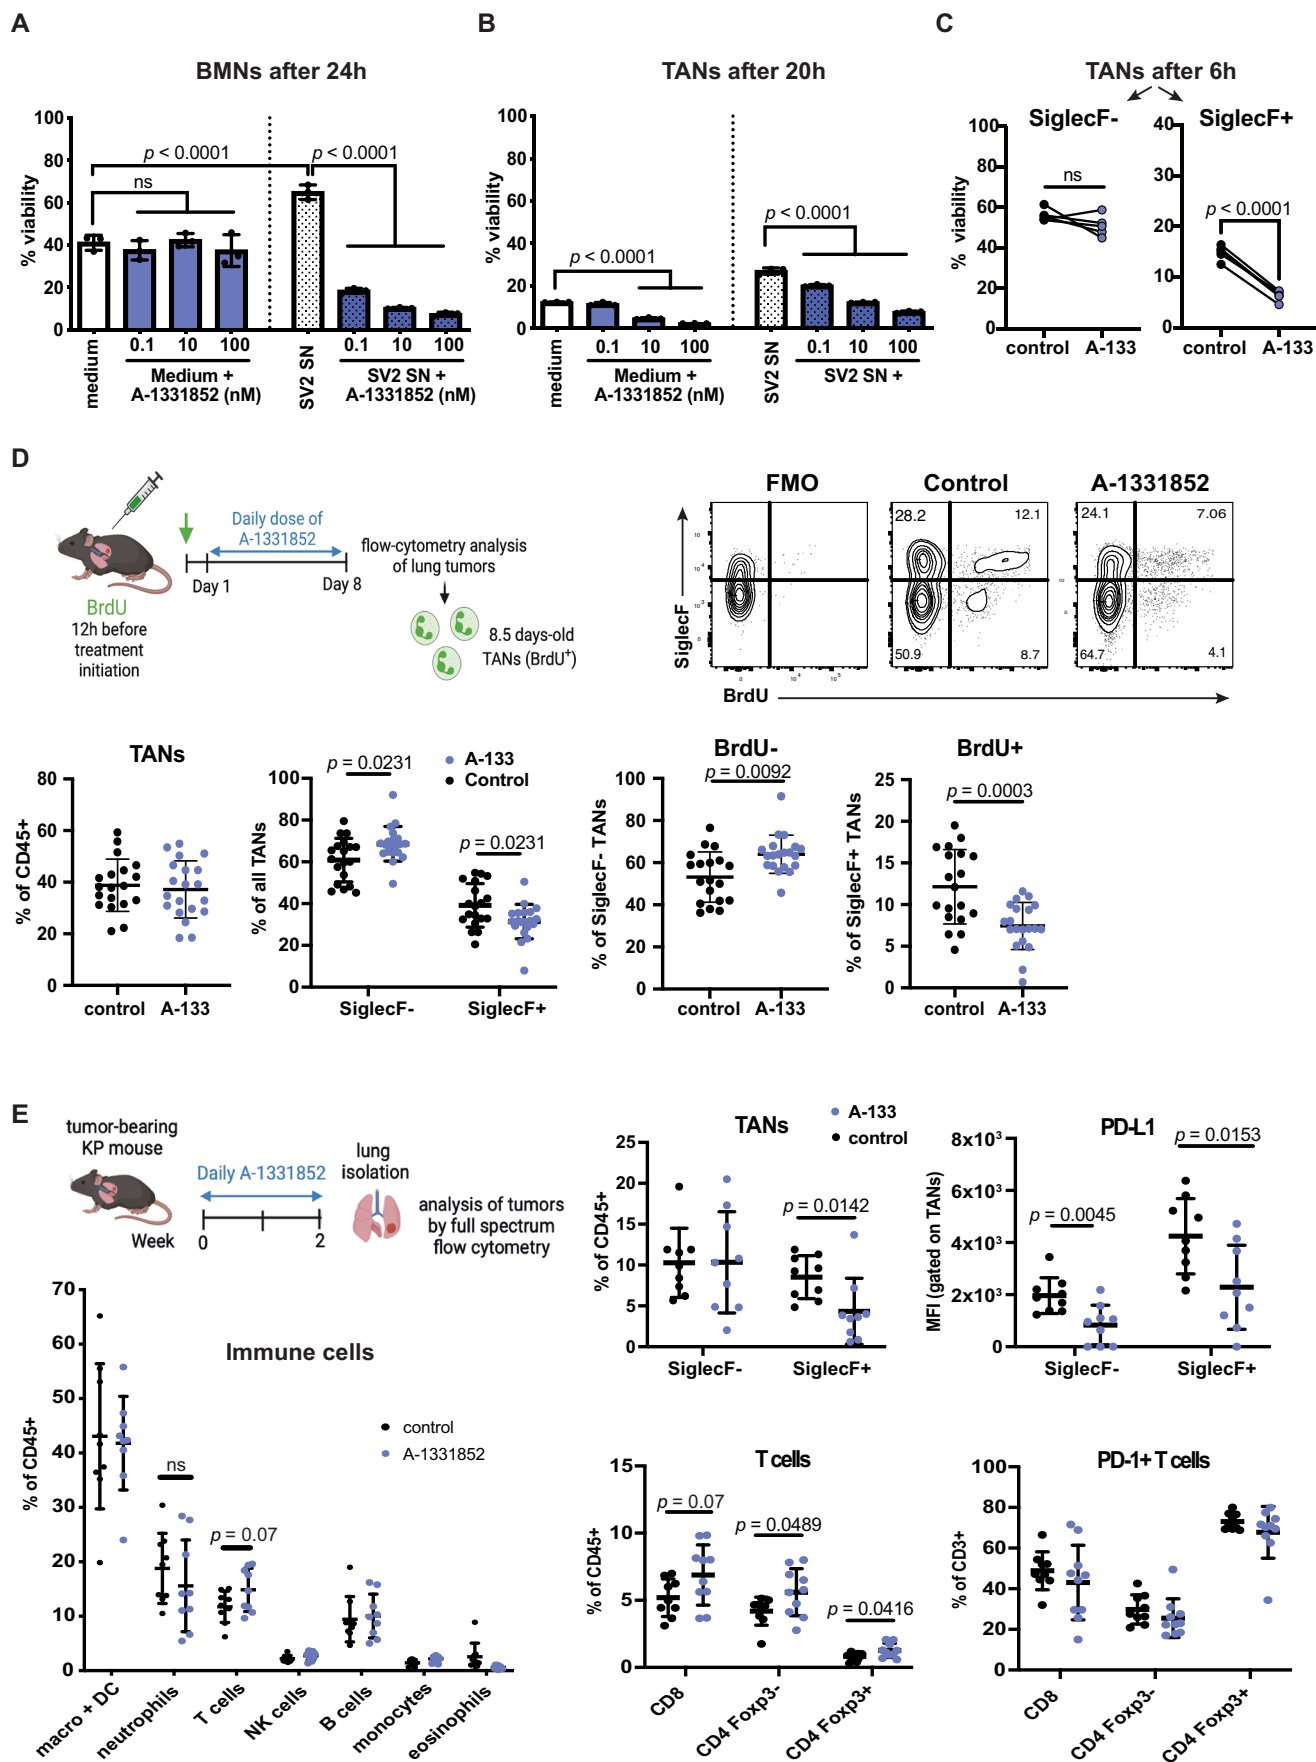 A
BMNs after 24h
% viability
100
80
60
40
20
0
p < 0.0001
p < 0.0001
ns
medium
0.1 10 100
Medium +
A-1331852 (nM)
SV2 SN
0.1 10 100
SV2 SN +
A-1331852 (nM)
B
TANs after 20h
% viability
100
80
60
40
20
0
p < 0.0001
p < 0.0001
medium
0.1 10 100
Medium +
A-1331852 (nM)
SV2 SN
0.1 10 100
SV2 SN +
C
TANs after 6h
SiglecF-
SiglecF+
% viability
100
80
60
40
20
0
ns
control A-133
40
30
20
10
0
p < 0.0001
control A-133
D
Daily dose of
A-1331852
Day 1
Day 8
BrdU
12h before
treatment
initiation
flow-cytometry analysis
of lung tumors
8.5 days-old
TANs (BrdU+)
FMO
Control
A-1331852
28.2
12.1
50.9
8.7
24.1
7.06
64.7
4.1
SiglecF
BrdU
TANs
% of CD45+
80
60
40
20
0
control A-133
% of all TANs
100
80
60
40
20
0
p = 0.0231
p = 0.0231
A-133
Control
SiglecF-
SiglecF+
BrdU-
p = 0.0092
% of SiglecF- TANs
100
80
60
40
20
0
control A-133
BrdU+
p = 0.0003
% of SiglecF+ TANs
25
20
15
10
5
0
control A-133
E
tumor-bearing
KP mouse
Daily A-1331852
Week
0
2
lung
isolation
analysis of tumors
by full spectrum
flow cytometry
Immune cells
% of CD45+
70
60
50
40
30
20
10
0
ns
p = 0.07
control
A-1331852
macro + DC
neutrophils
T cells
NK cells
B cells
monocytes
eosinophils
TANs
A-133
control
% of CD45+
25
20
15
10
5
0
p = 0.0142
SiglecF-
SiglecF+
PD-L1
MFI (gated on TANs)
8x10³
6x10³
4x10³
2x10³
0
p = 0.0045
p = 0.0153
SiglecF-
SiglecF+
T cells
% of CD45+
15
10
5
0
p = 0.07
p = 0.0489
p = 0.0416
CD8
CD4 Foxp3-
CD4 Foxp3+
PD-1+ T cells
% of CD3+
100
80
60
40
20
0
CD8
CD4 Foxp3-
CD4 Foxp3+